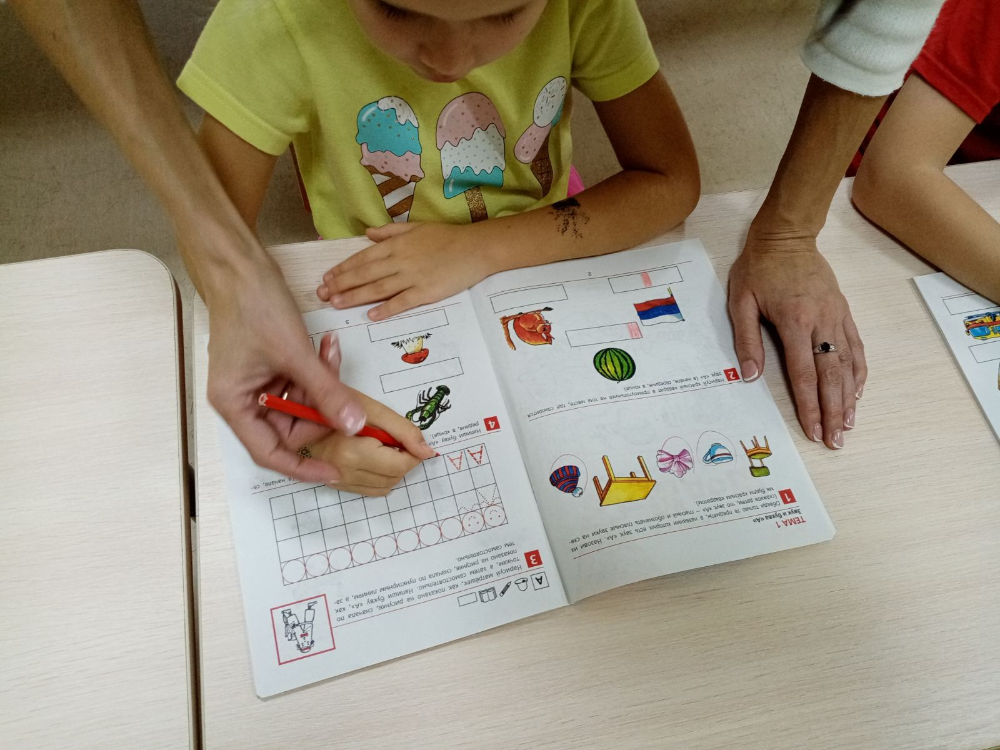 ТЕМА 1
Звук и буква «А»
1
Обведи только те предметы, в названии которых есть звук «А». Назови их
(скажите детям, что звук «А» — гласный и обозначать гласные звуки на схе-
ме будем красным квадратом).
2
Нарисуй красный квадрат в прямоугольнике на том месте, где слышится
звук «А» (в начале, середине, в конце).
2
А
3
Нарисуй матрёшек, как показано на рисунке, сначала по
точкам, а затем самостоятельно. Напиши букву «А», как
показано на рисунке, сначала по пунктирным линиям, а за-
тем самостоятельно.
А А
4
Напиши букву «А» (в начале, се-
редине, в конце).
3